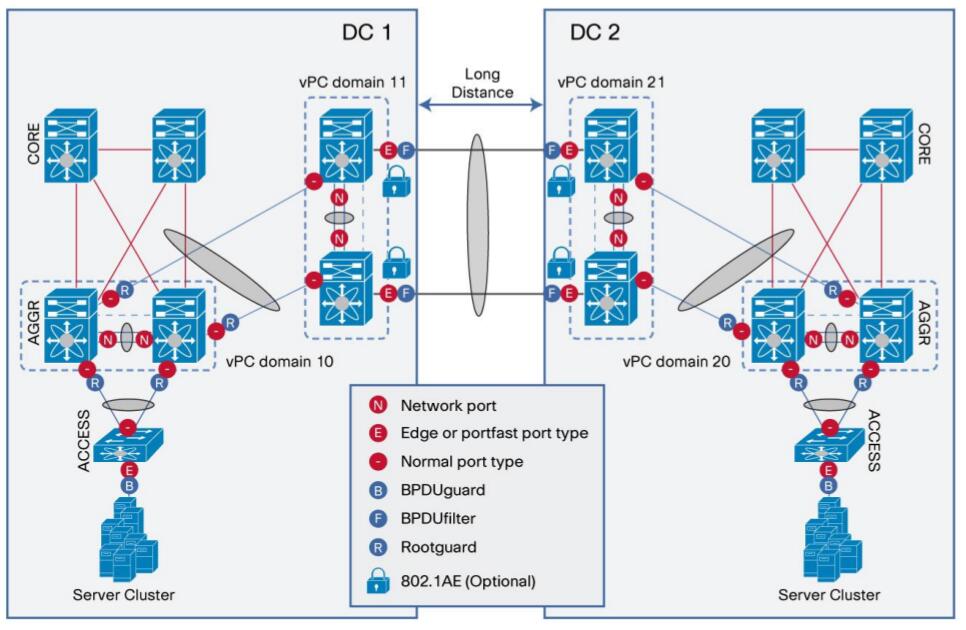 DC 1
DC 2
vPC domain 11
Long
Distance
vPC domain 21
CORE
CORE
E
F
F
E
-
N
N
-
N
N
-
E
F
F
E
-
R
-
R
-
AGGR
N
N
-
R
vPC domain 10
-
-
R
R
ACCESS
-
E
B
Server Cluster
R
-
AGGR
N
N
vPC domain 20
-
-
R
R
ACCESS
-
E
B
Server Cluster
N Network port
E Edge or portfast port type
- Normal port type
B BPDUguard
F BPDUfilter
R Rootguard
802.1AE (Optional)